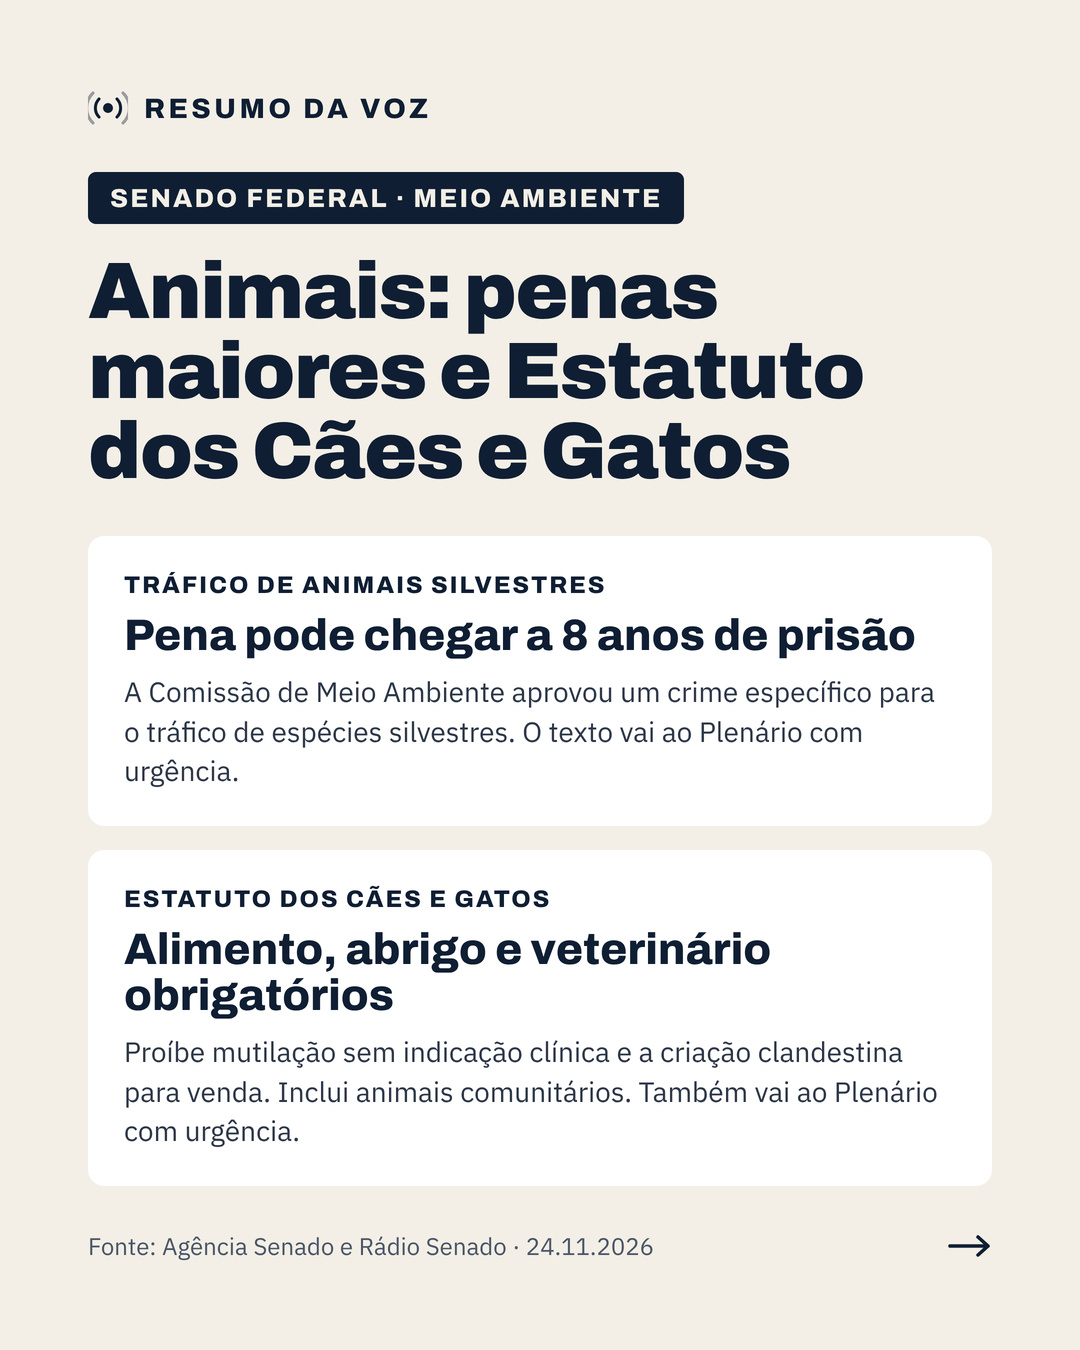 RESUMO DA VOZ
SENADO FEDERAL · MEIO AMBIENTE
Animais: penas
maiores e Estatuto
dos Cães e Gatos
TRÁFICO DE ANIMAIS SILVESTRES
Pena pode chegar a 8 anos de prisão
A Comissão de Meio Ambiente aprovou um crime específico para
o tráfico de espécies silvestres. O texto vai ao Plenário com
urgência.
ESTATUTO DOS CÃES E GATOS
Alimento, abrigo e veterinário
obrigatórios
Proíbe mutilação sem indicação clínica e a criação clandestina
para venda. Inclui animais comunitários. Também vai ao Plenário
com urgência.
Fonte: Agência Senado e Rádio Senado · 24.11.2026